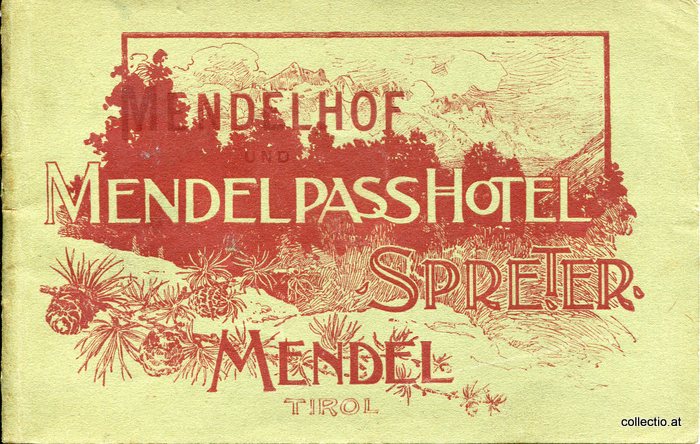 MENDELHOF
UND
MENDELPASSHOTEL
SPRETER
MENDEL
TIROL
collectio.at